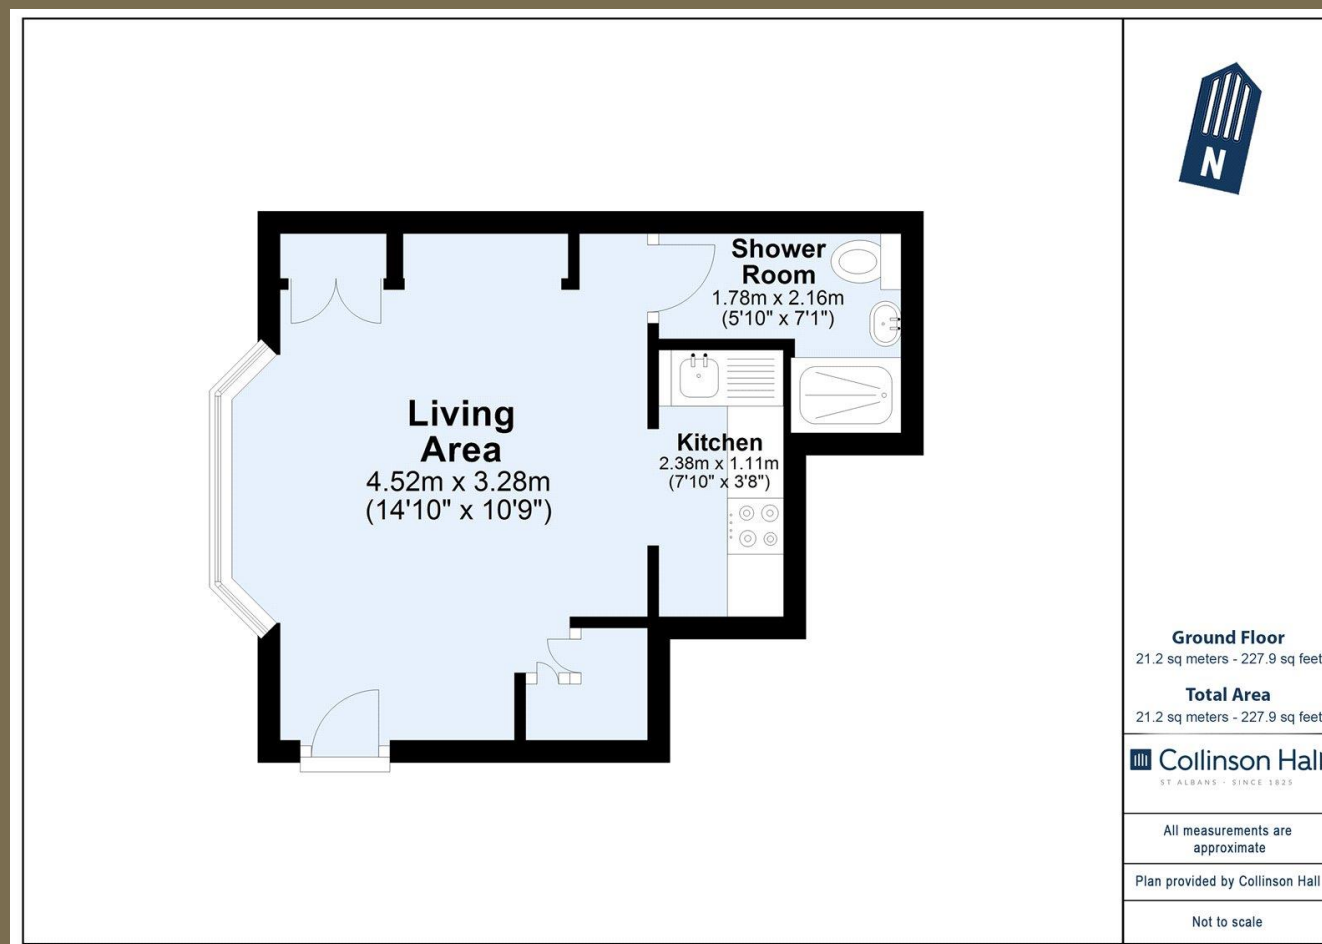 Shower
Room
1.78m x 2.16m
(5'10" x 7'1")
Living
Area
4.52m x 3.28m
(14'10" x 10'9")
Kitchen
2.38m x 1.11m
(7'10" x 3'8")
N
Ground Floor
21.2 sq meters - 227.9 sq feet
Total Area
21.2 sq meters - 227.9 sq feet
Collinson Hall
ST ALBANS · SINCE 1825
All measurements are
approximate
Plan provided by Collinson Hall
Not to scale